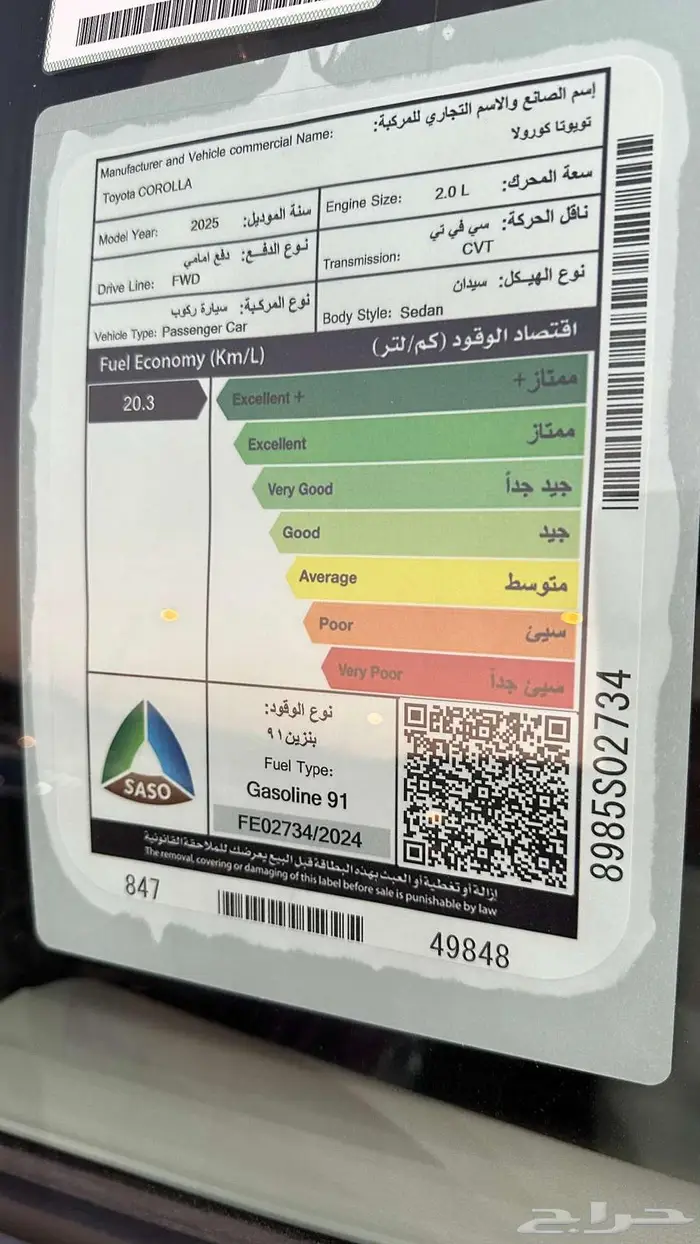 إسم الصانع والاسم التجاري للمركبة:
Manufacturer and Vehicle commercial Name:
تويوتا كورولا
Toyota COROLLA
سعة المحرك:
Engine Size: 2.0 L
سنة الموديل:
Model Year: 2025
ناقل الحركة: سي في تي
Transmission: CVT
نوع الدفع: دفع امامي
Drive Line: FWD
نوع الهيكل: سيدان
Body Style: Sedan
نوع المركبة: سيارة ركوب
Vehicle Type: Passenger Car
Fuel Economy (Km/L) اقتصاد الوقود (كم/لتر)
20.3
Excellent + ممتاز +
Excellent ممتاز
Very Good جيد جداً
Good جيد
Average متوسط
Poor سيئ
Very Poor سيئ جداً
SASO
نوع الوقود:
بنزين ٩١
Fuel Type:
Gasoline 91
FE02734/2024
إزالة أو تغطية أو العبث بهذه البطاقة قبل البيع يعرضك للملاحقة القانونية
The removal, covering or damaging of this label before sale is punishable by law
847
49848
8985S02734
حراج